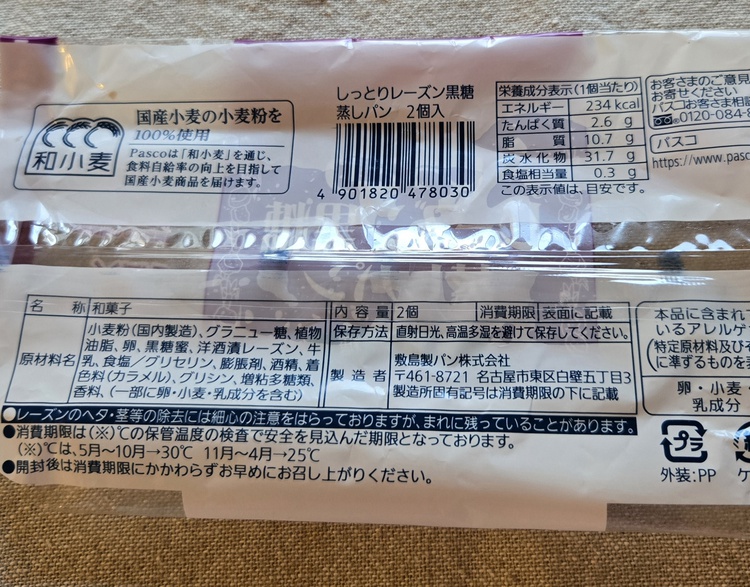 国産小麦の小麦粉を
100%使用
Pascoは「和小麦」を通じ、
食料自給率の向上を目指して
国産小麦商品を届けます。
和小麦
しっとりレーズン黒糖
蒸しパン 2個入
4 901820 478030
栄養成分表示(1個当たり)
エネルギー 234 kcal
たんぱく質 2.6 g
脂質 10.7 g
炭水化物 31.7 g
食塩相当量 0.3 g
この表示値は、目安です。
お客さまのご意見
お寄せください
パスコお客さま相
0120-084-
パスコ
https://www.pasc
名称 和菓子
原材料名 小麦粉(国内製造)、グラニュー糖、植物
油脂、卵、黒糖蜜、洋酒漬レーズン、牛
乳、食塩/グリセリン、膨脹剤、酒精、着
色料(カラメル)、グリシン、増粘多糖類、
香料、(一部に卵・小麦・乳成分を含む)
内容量 2個 消費期限 表面に記載
保存方法 直射日光、高温多湿を避けて保存してください。
製造者 敷島製パン株式会社
〒461-8721 名古屋市東区白壁五丁目3
製造所固有記号は消費期限の下に記載
本品に含まれて
いるアレルゲ
(特定原材料及びそ
に準ずるものを
卵・小麦・
乳成分
●レーズンのヘタ・茎等の除去には細心の注意をはらっておりますが、まれに残っていることがあります。
●消費期限は(※)℃の保管温度の検査で安全を見込んだ期限となっております。
(※)℃は、5月〜10月→30℃ 11月〜4月→25℃
●開封後は消費期限にかかわらずお早めにお召し上がりください。
プラ
外装:PP